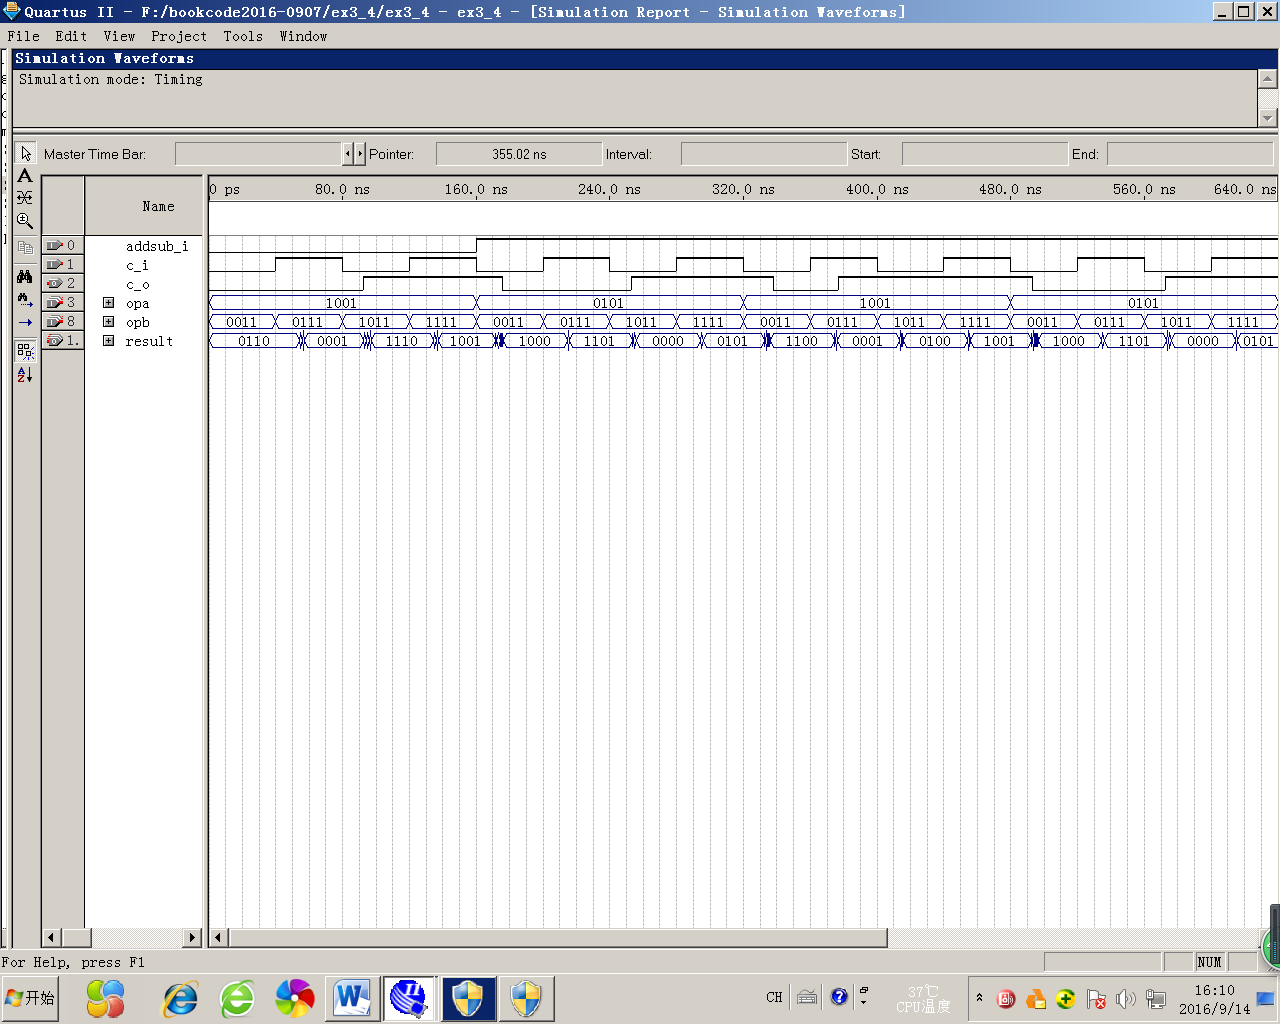 Quartus II - F:/bookcode2016-0907/ex3_4/ex3_4 - ex3_4 - [Simulation Report - Simulation Waveforms]
File Edit View Project Tools Window
Simulation Waveforms
Simulation mode: Timing
Master Time Bar: Pointer: 355.02 ns Interval: Start: End:
0 ps 80.0 ns 160.0 ns 240.0 ns 320.0 ns 400.0 ns 480.0 ns 560.0 ns 640.0 ns
Name
0 addsub_i
1 c_i
2 c_o
3 opa 1001 0101 1001 0101
8 opb 0011 0111 1011 1111 0011 0111 1011 1111 0011 0111 1011 1111 0011 0111 1011 1111
1. result 0110 0001 1110 1001 1000 1101 0000 0101 1100 0001 0100 1001 1000 1101 0000 0101
For Help, press F1 NUM
开始 CH 37℃ 16:10
CPU温度 2016/9/14